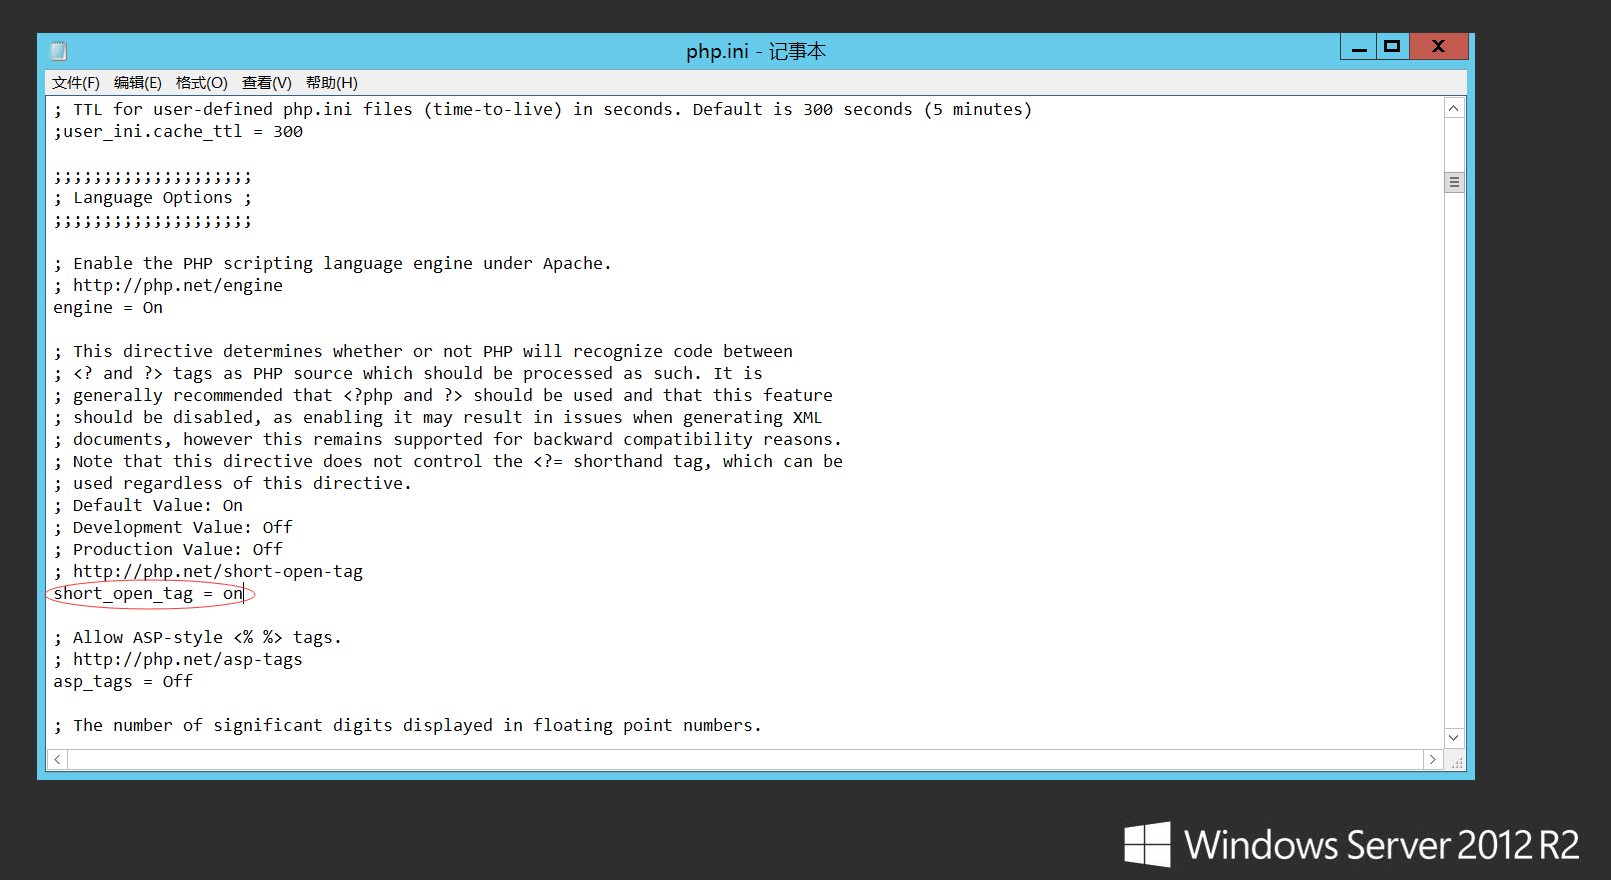 php.ini - 记事本
X
文件(F) 编辑(E) 格式(O) 查看(V) 帮助(H)
; TTL for user-defined php.ini files (time-to-live) in seconds. Default is 300 seconds (5 minutes)
;user_ini.cache_ttl = 300
;;;;;;;;;;;;;;;;;;;;
; Language Options ;
;;;;;;;;;;;;;;;;;;;;
; Enable the PHP scripting language engine under Apache.
; http://php.net/engine
engine = On
; This directive determines whether or not PHP will recognize code between
; <? and ?> tags as PHP source which should be processed as such. It is
; generally recommended that <?php and ?> should be used and that this feature
; should be disabled, as enabling it may result in issues when generating XML
; documents, however this remains supported for backward compatibility reasons.
; Note that this directive does not control the <?= shorthand tag, which can be
; used regardless of this directive.
; Default Value: On
; Development Value: Off
; Production Value: Off
; http://php.net/short-open-tag
short_open_tag = on
; Allow ASP-style <% %> tags.
; http://php.net/asp-tags
asp_tags = Off
; The number of significant digits displayed in floating point numbers.
Windows Server 2012 R2